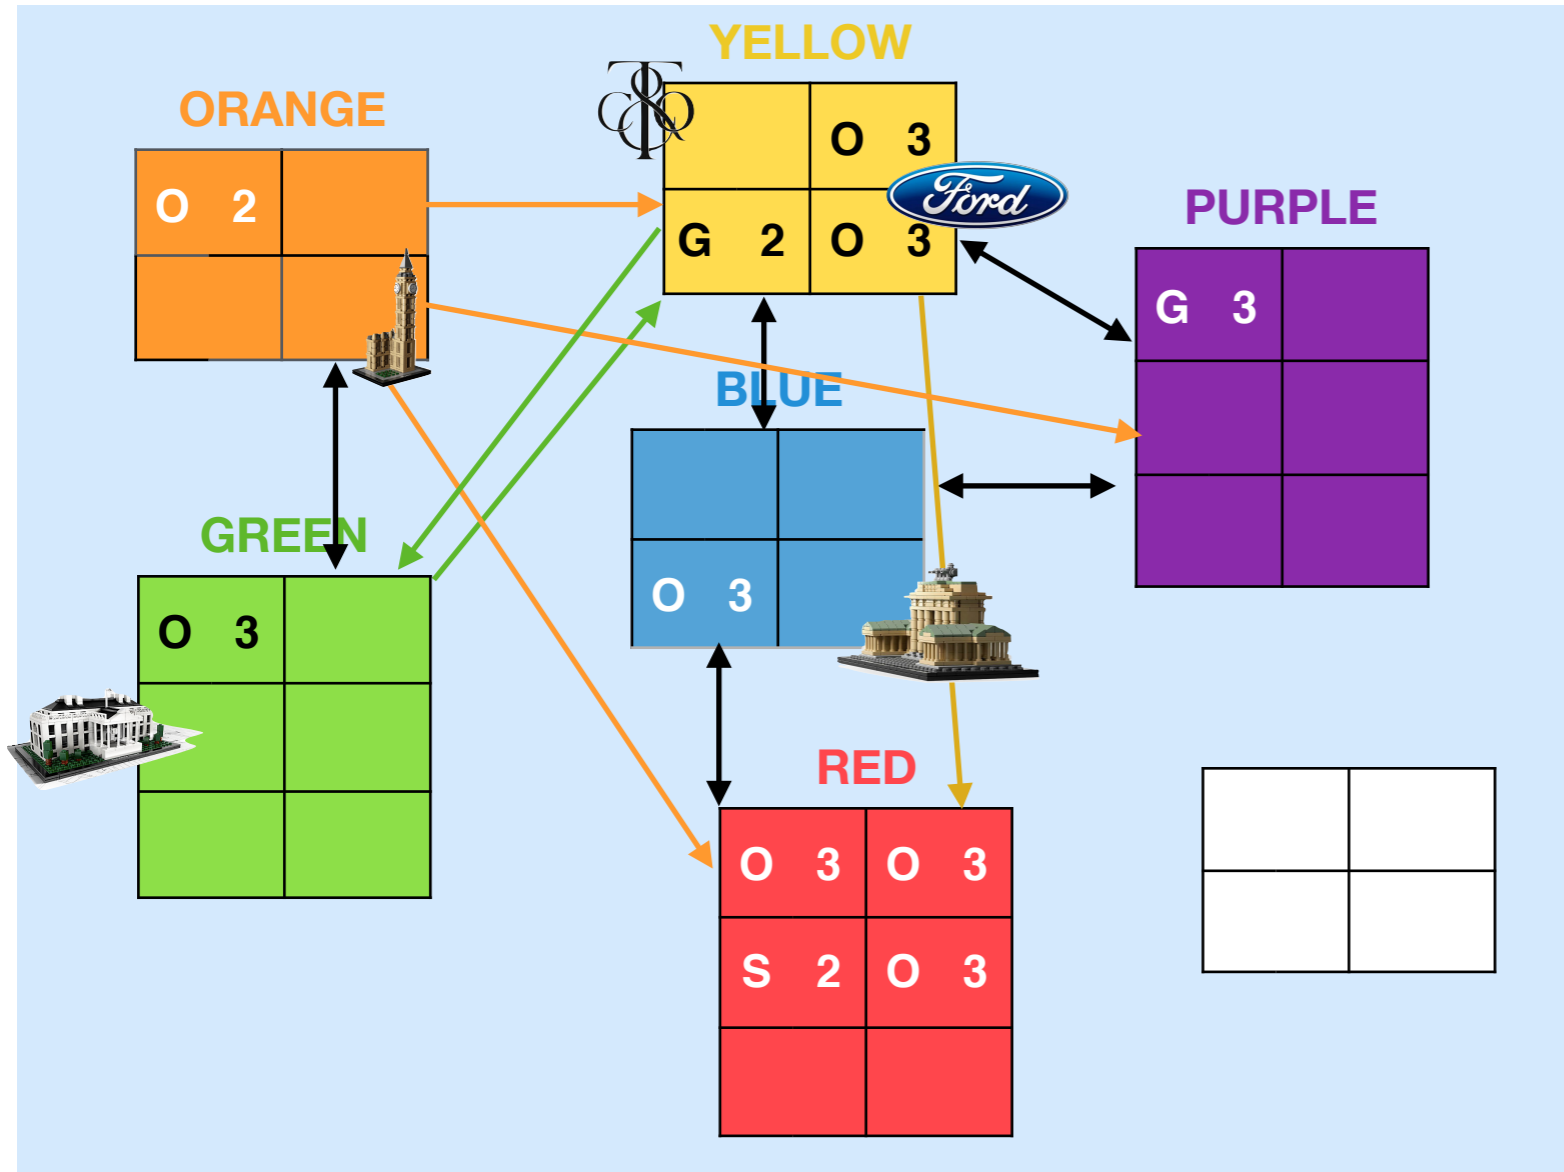 YELLOW
ORANGE
O 3
Ford
G 2 O 3
O 2
PURPLE
G 3
BLUE
O 3
GREEN
O 3
RED
O 3 O 3
S 2 O 3